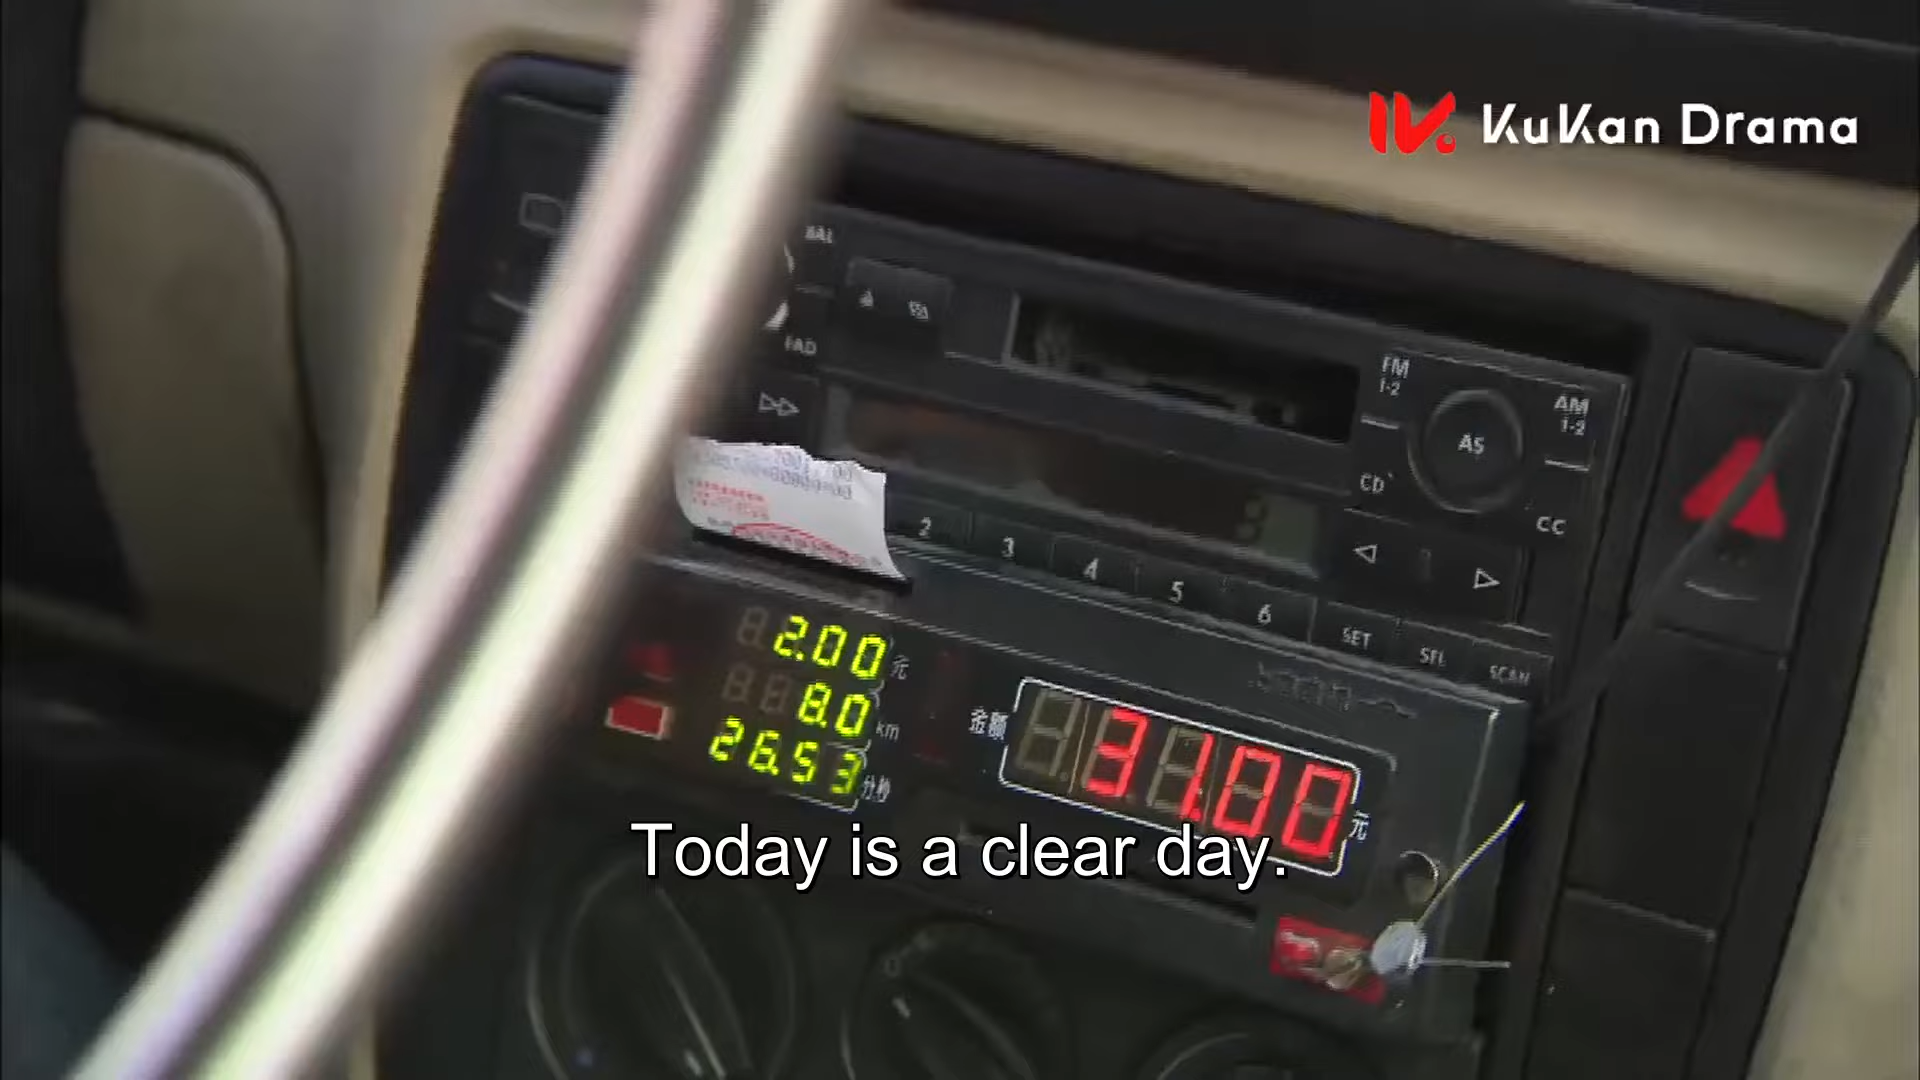 KuKan Drama
BAL
FAD
FM
1-2
AM
1-2
AS
CD
CC
2
3
4
5
6
SET
SEL
SCAN
2.00 元
8.0 km
26.53 分秒
金额 31.00 元
Today is a clear day.